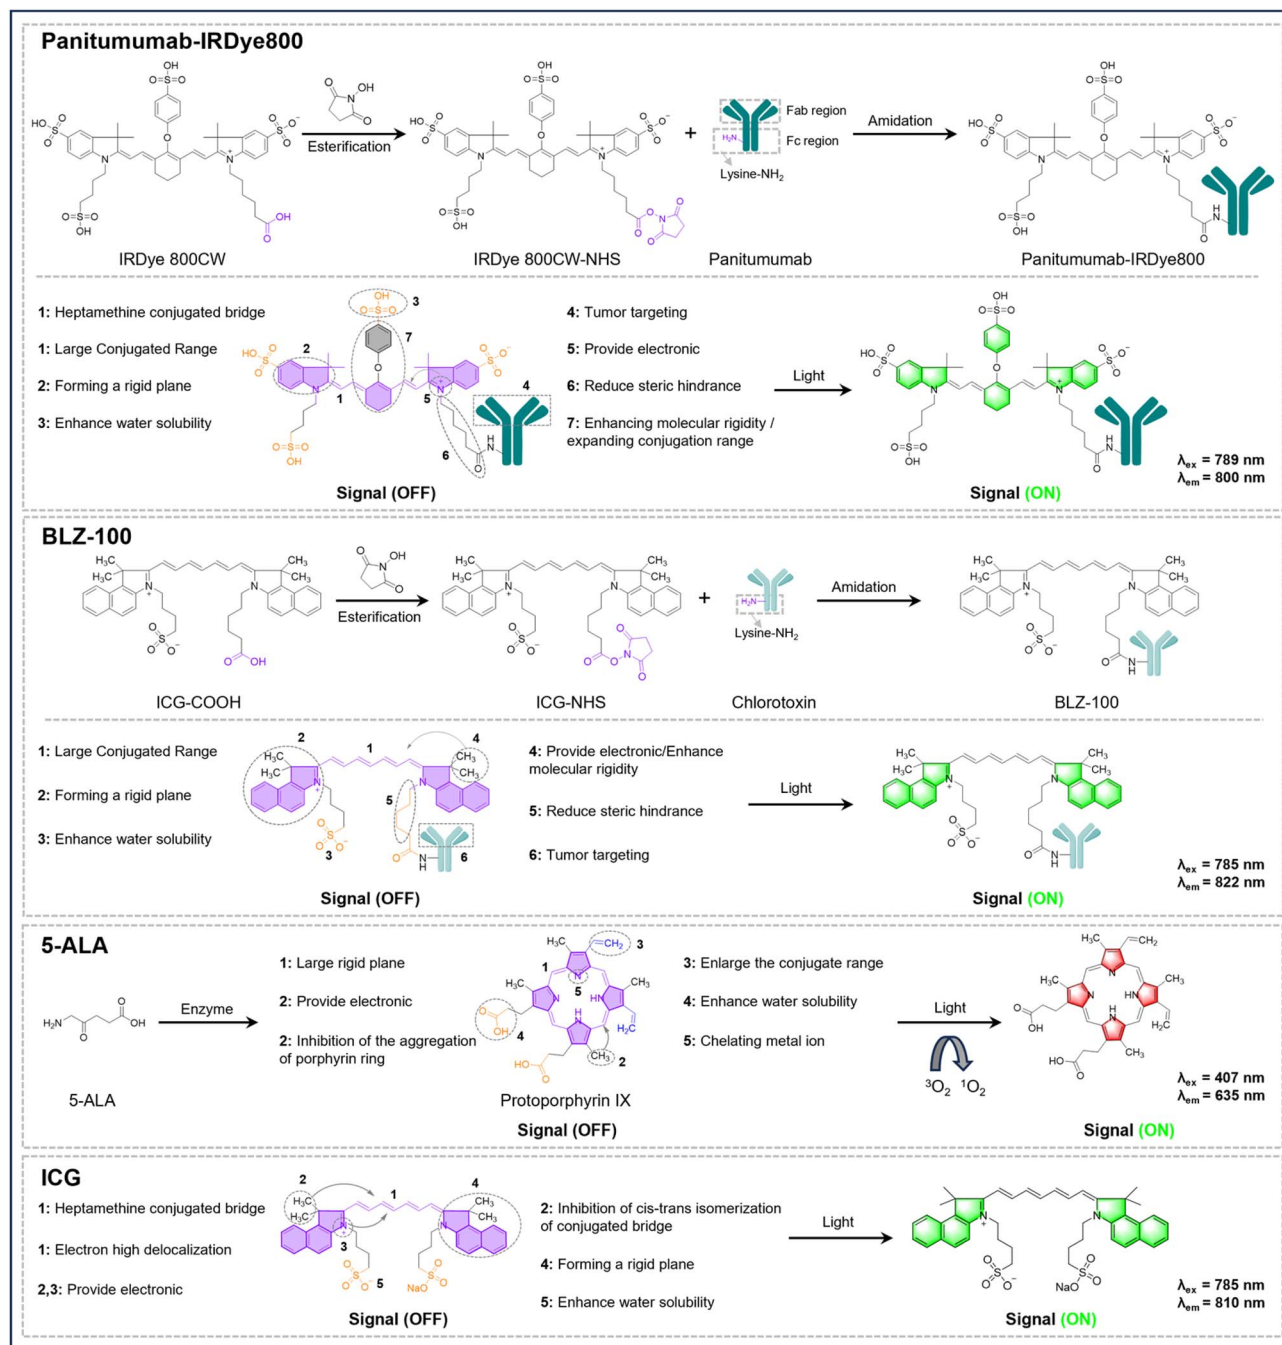 Panitumumab-IRDye800
IRDye 800CW
Esterification
IRDye 800CW-NHS
+
Fab region
Fc region
H₂N
Lysine-NH₂
Panitumumab
Amidation
Panitumumab-IRDye800
1: Heptamethine conjugated bridge
1: Large Conjugated Range
2: Forming a rigid plane
3: Enhance water solubility
Signal (OFF)
4: Tumor targeting
5: Provide electronic
6: Reduce steric hindrance
7: Enhancing molecular rigidity /
expanding conjugation range
Light
Signal (ON)
λex = 789 nm
λem = 800 nm
BLZ-100
ICG-COOH
Esterification
ICG-NHS
+
H₂N
Lysine-NH₂
Chlorotoxin
Amidation
BLZ-100
1: Large Conjugated Range
2: Forming a rigid plane
3: Enhance water solubility
Signal (OFF)
4: Provide electronic/Enhance
molecular rigidity
5: Reduce steric hindrance
6: Tumor targeting
Light
Signal (ON)
λex = 785 nm
λem = 822 nm
5-ALA
5-ALA
Enzyme
1: Large rigid plane
2: Provide electronic
2: Inhibition of the aggregation
of porphyrin ring
Protoporphyrin IX
Signal (OFF)
3: Enlarge the conjugate range
4: Enhance water solubility
5: Chelating metal ion
Light
³O₂ ¹O₂
Signal (ON)
λex = 407 nm
λem = 635 nm
ICG
1: Heptamethine conjugated bridge
1: Electron high delocalization
2,3: Provide electronic
Signal (OFF)
2: Inhibition of cis-trans isomerization
of conjugated bridge
4: Forming a rigid plane
5: Enhance water solubility
Light
Signal (ON)
λex = 785 nm
λem = 810 nm